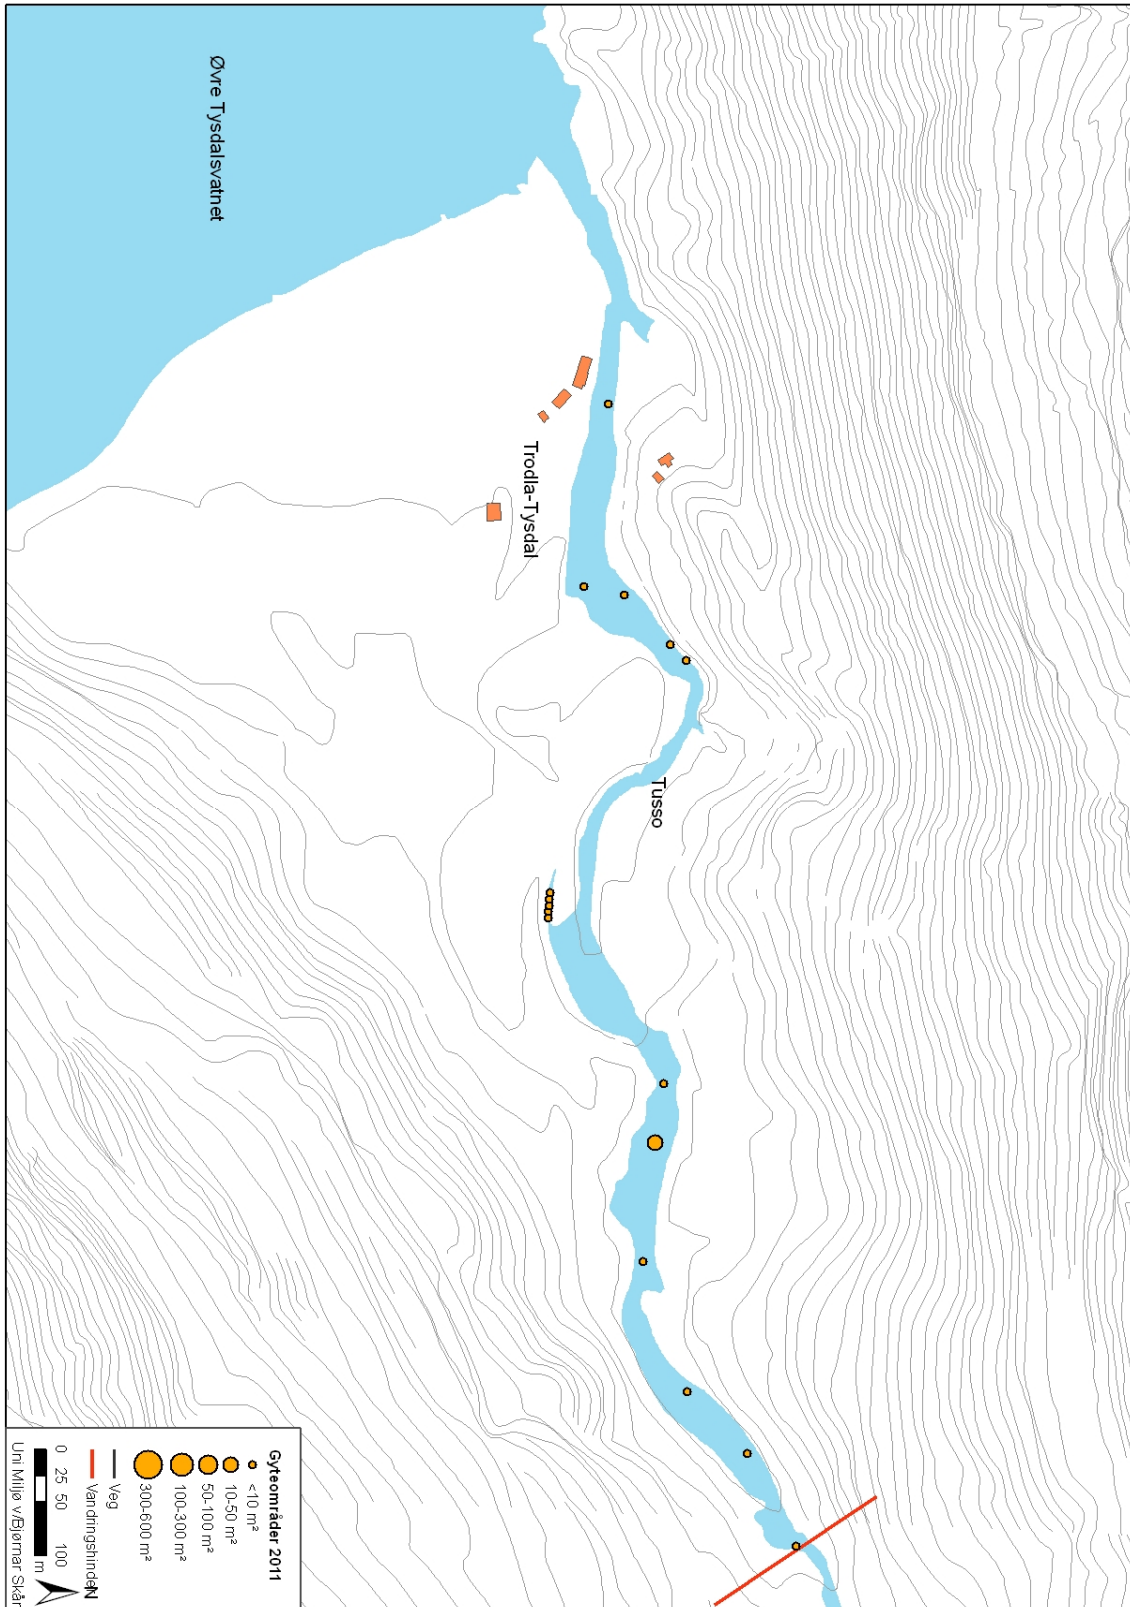 Øvre Tysdalsvatnet
Trodla-Tysdal
Tusso
Gyteområder 2011
<10 m²
10-50 m²
50-100 m²
100-300 m²
300-600 m²
Veg
Vandringshinder
N
0 25 50 100
m
Uni Miljø v/Bjørnar Skår